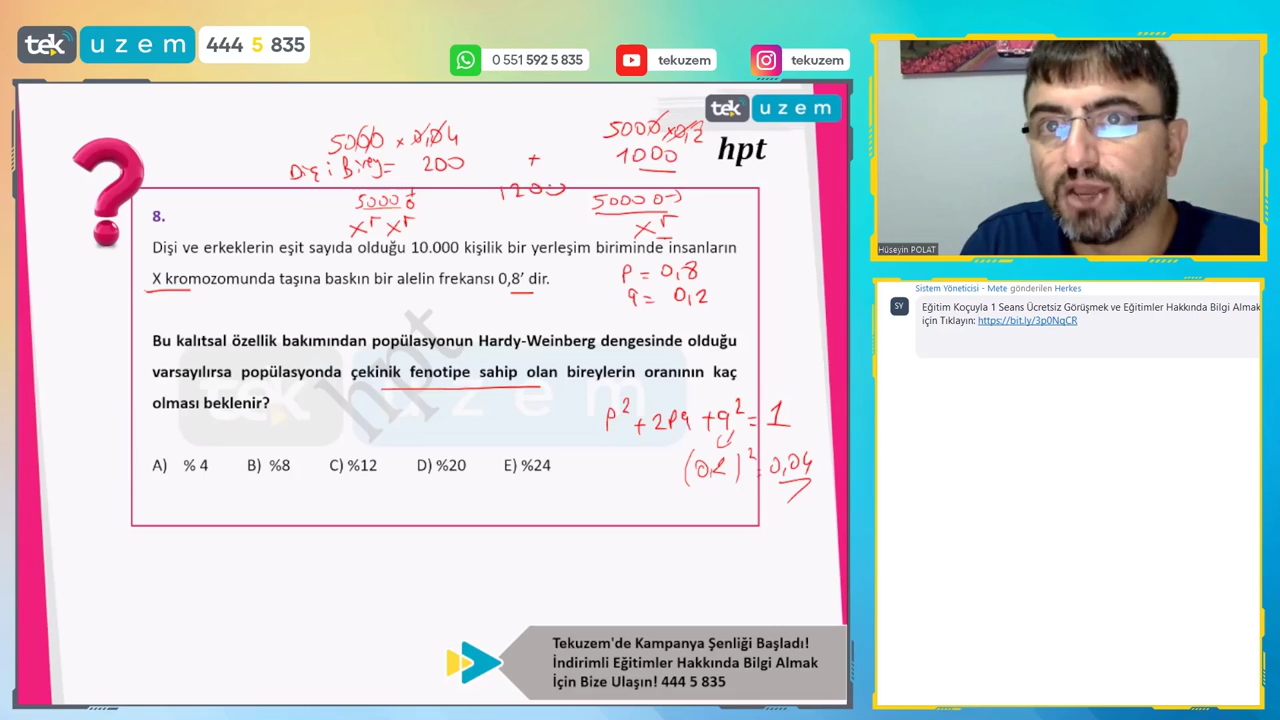 tek uzem 444 5 835
0 551 592 5 835 tekuzem tekuzem
tek uzem
hpt
5000 × 0,04
5000 × 0,2
Dişi Birey = 200 + 1000
1200
5000
5000
X^r X^r
X^r
8.
Dişi ve erkeklerin eşit sayıda olduğu 10.000 kişilik bir yerleşim biriminde insanların
X kromozomunda taşına baskın bir alelin frekansı 0,8’ dir.
p = 0,8
q = 0,2
Bu kalıtsal özellik bakımından popülasyonun Hardy-Weinberg dengesinde olduğu
varsayılırsa popülasyonda çekinik fenotipe sahip olan bireylerin oranının kaç
olması beklenir?
p² + 2pq + q² = 1
(0,2)² = 0,04
A) % 4 B) %8 C) %12 D) %20 E) %24
hpt
uzem
Tekuzem'de Kampanya Şenliği Başladı!
İndirimli Eğitimler Hakkında Bilgi Almak
İçin Bize Ulaşın! 444 5 835
Hüseyin POLAT
Sistem Yöneticisi - Mete gönderilen Herkes
SY
Eğitim Koçuyla 1 Seans Ücretsiz Görüşmek ve Eğitimler Hakkında Bilgi Almak
için Tıklayın: https://bit.ly/3p0NqCR